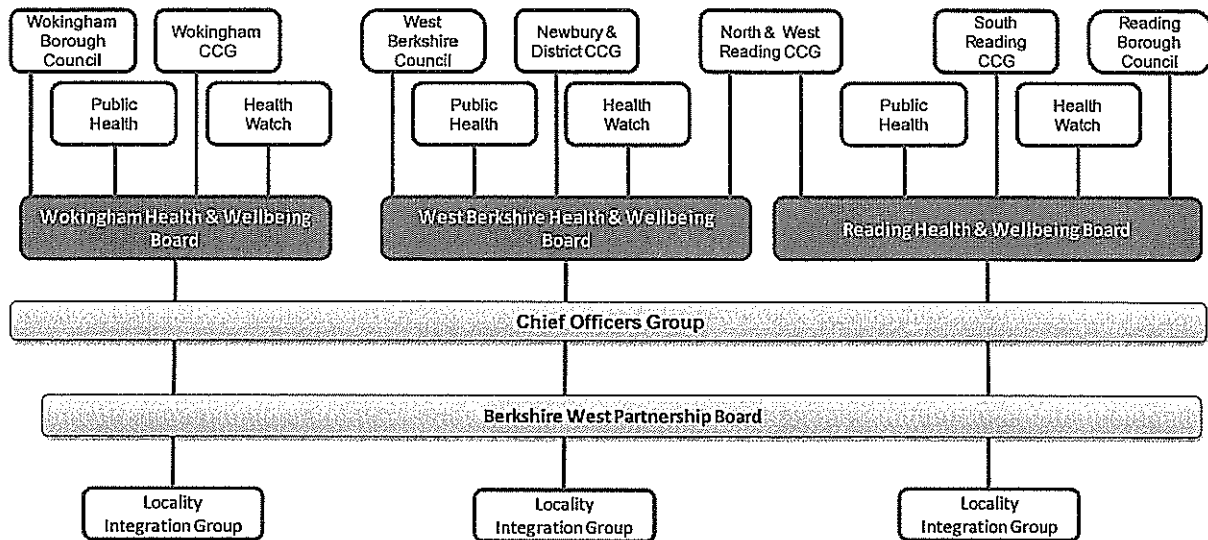 Wokingham
Borough
Council
Wokingham
CCG
West
Berkshire
Council
Newbury &
District CCG
North & West
Reading CCG
South
Reading
CCG
Reading
Borough
Council
Public
Health
Health
Watch
Public
Health
Health
Watch
Public
Health
Health
Watch
Wokingham Health & Wellbeing
Board
West Berkshire Health & Wellbeing
Board
Reading Health & Wellbeing Board
Chief Officers Group
Berkshire West Partnership Board
Locality
Integration Group
Locality
Integration Group
Locality
Integration Group